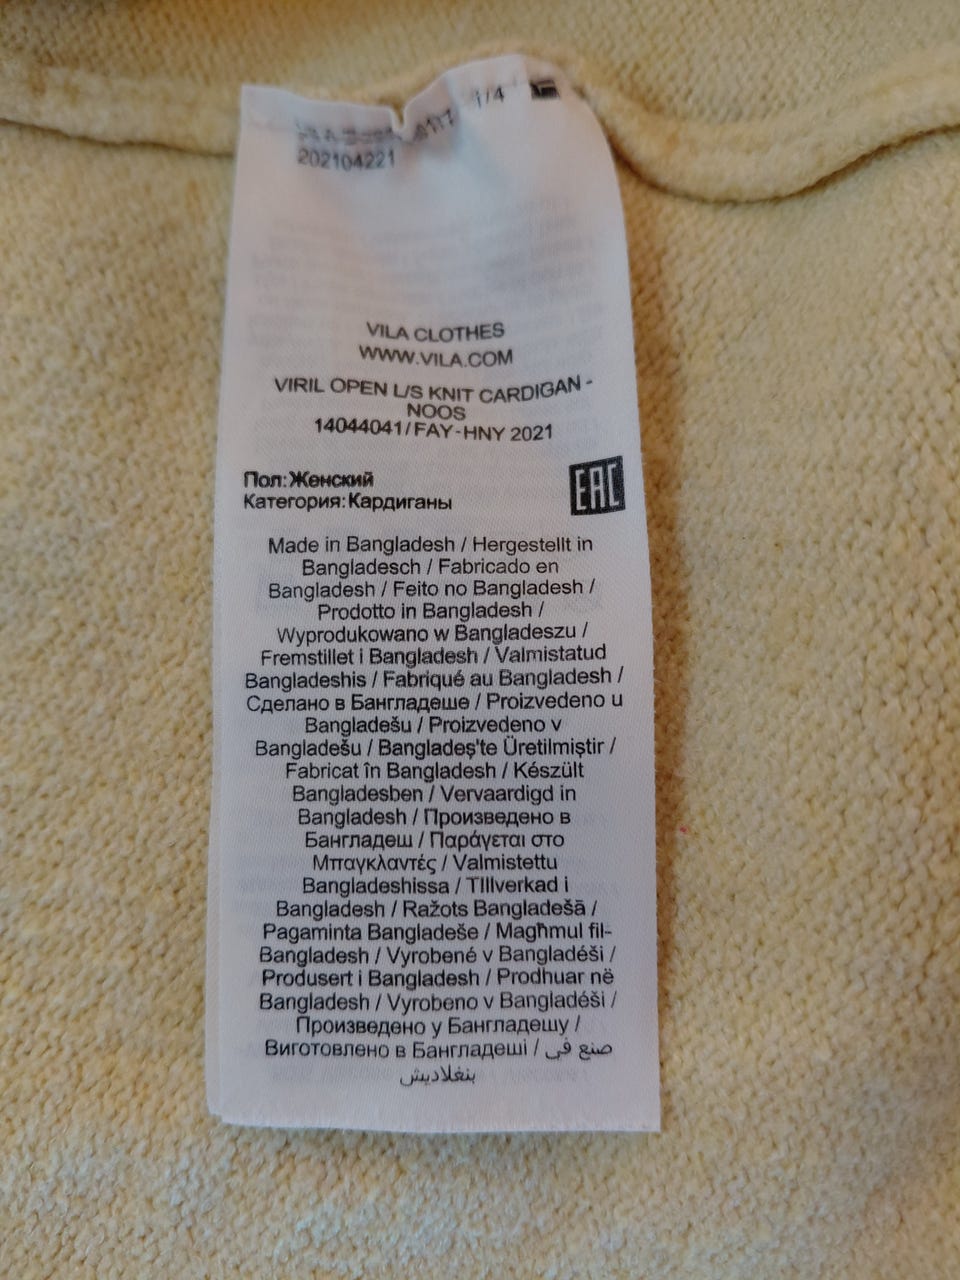 1/4
202104221
VILA CLOTHES
WWW.VILA.COM
VIRIL OPEN L/S KNIT CARDIGAN -
NOOS
14044041/FAY-HNY 2021
Пол:Женский
Категория:Кардиганы
EAC
Made in Bangladesh / Hergestellt in
Bangladesch / Fabricado en
Bangladesh / Feito no Bangladesh /
Prodotto in Bangladesh /
Wyprodukowano w Bangladeszu /
Fremstillet i Bangladesh / Valmistatud
Bangladeshis / Fabriqué au Bangladesh /
Сделано в Бангладеше / Proizvedeno u
Bangladešu / Proizvedeno v
Bangladešu / Bangladeş'te Üretilmiştir /
Fabricat în Bangladesh / Készült
Bangladesben / Vervaardigd in
Bangladesh / Произведено в
Бангладеш / Παράγεται στο
Μπαγκλαντές / Valmistettu
Bangladeshissa / TIllverkad i
Bangladesh / Ražots Bangladešā /
Pagaminta Bangladeše / Magħmul fil-
Bangladesh / Vyrobené v Bangladéši /
Produsert i Bangladesh / Prodhuar në
Bangladesh / Vyrobeno v Bangladéši /
Произведено у Бангладешу /
Виготовлено в Бангладеші / صنع في
بنغلاديش